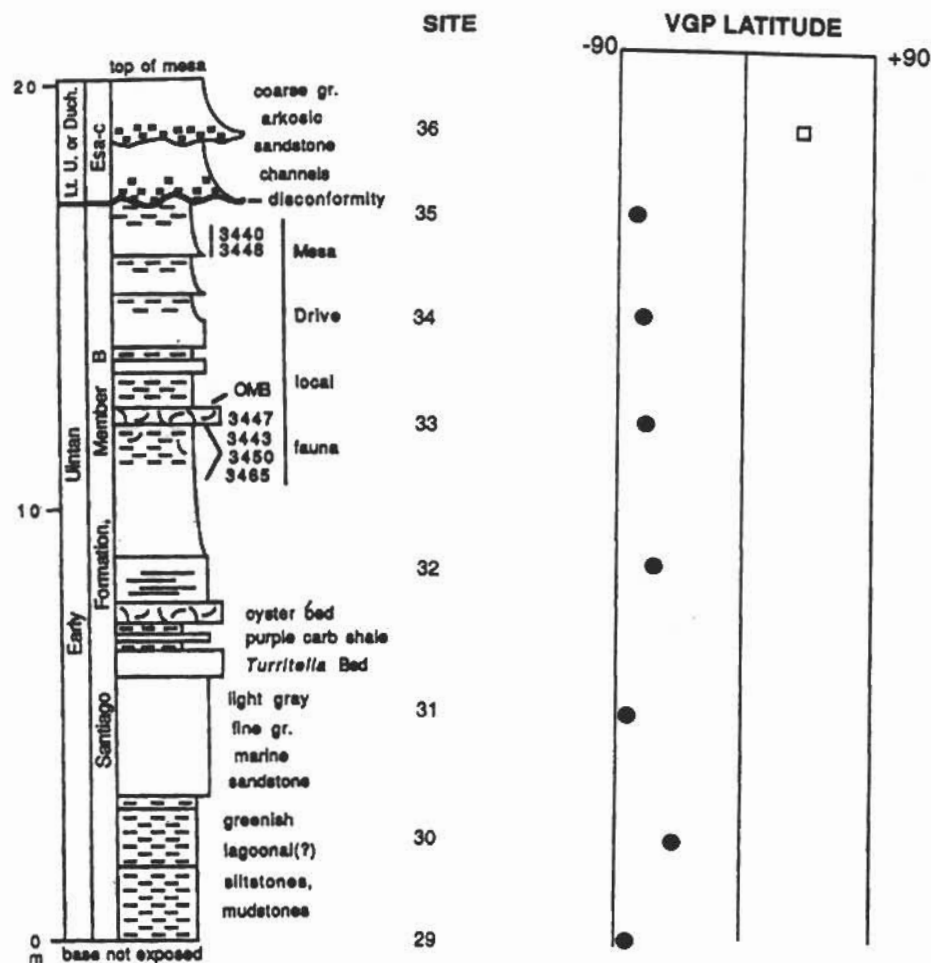 SITE
VGP LATITUDE
-90
+90
top of mesa
20
Lt. U. or Duch.
Esa-c
coarse gr.
arkosic
sandstone
channels
disconformity
36
35
3440
3448
Mesa
Drive
local
fauna
34
OMB
3447
3443
3450
3465
33
Early Uintan
Santiago Formation, Member B
10
32
oyster bed
purple carb shale
Turritella Bed
light gray
fine gr.
marine
sandstone
31
greenish
lagoonal(?)
siltstones,
mudstones
30
29
0
m
base not exposed